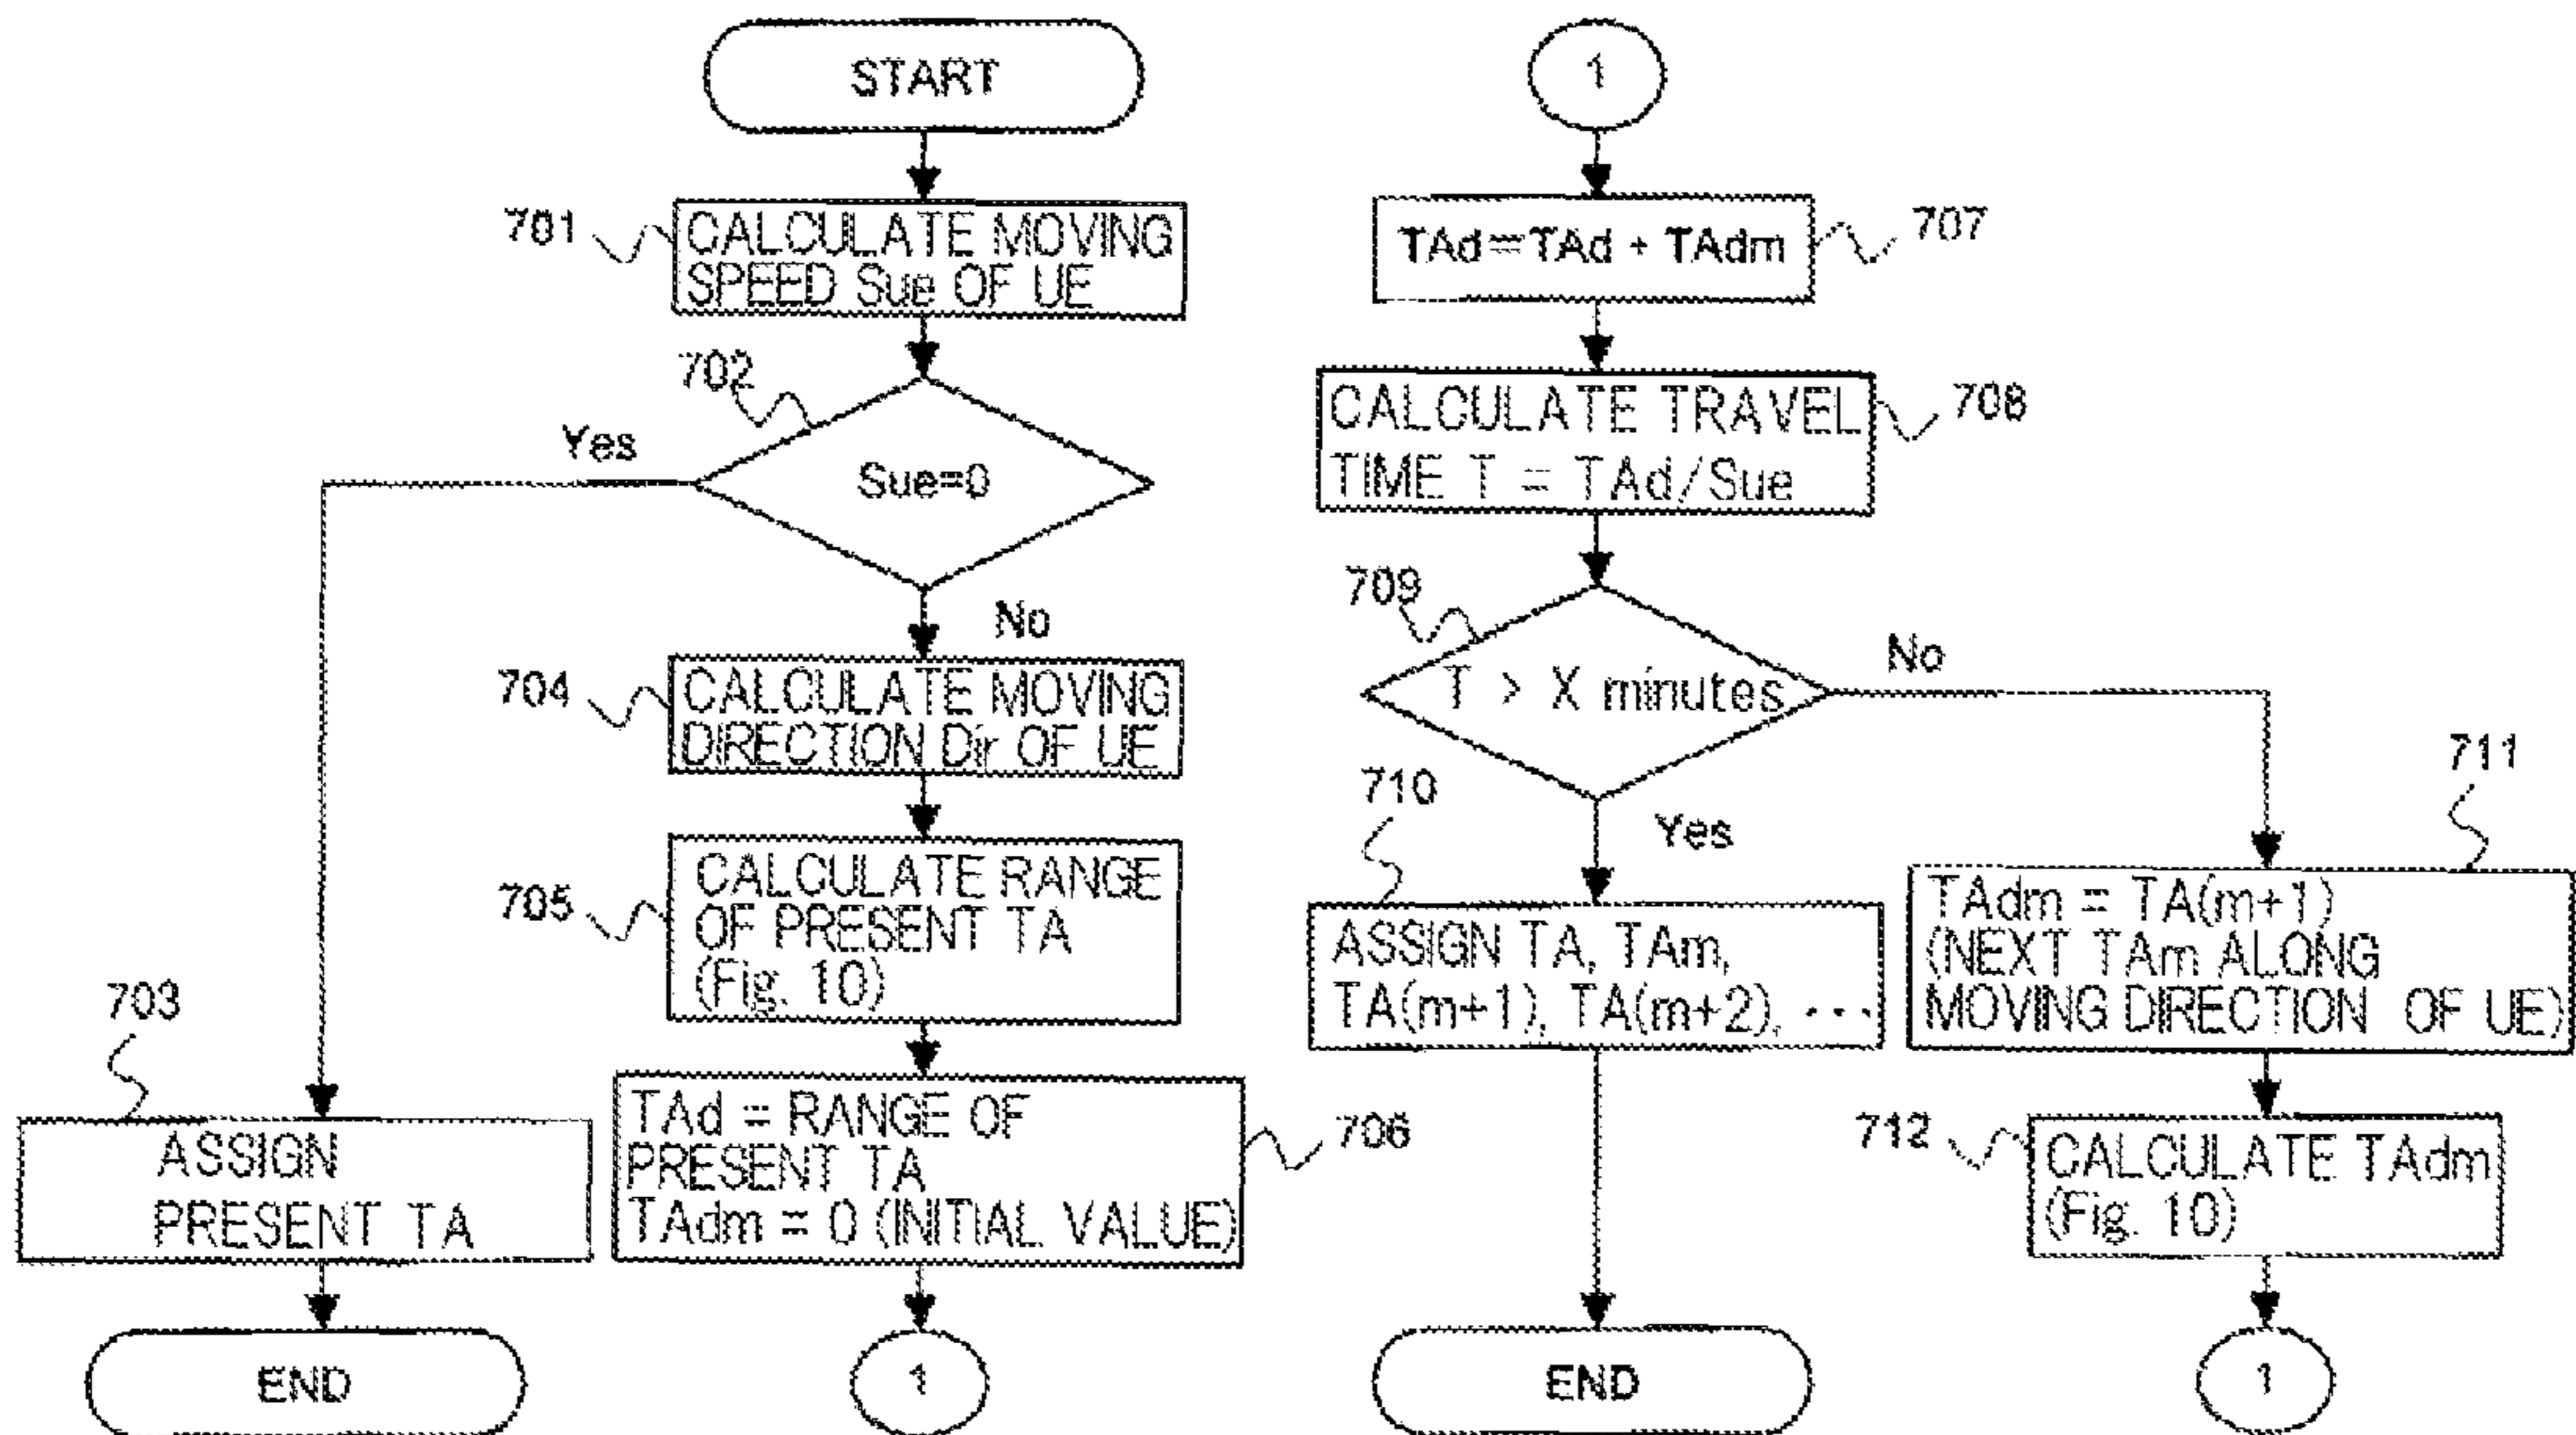 START
701
CALCULATE MOVING
SPEED Sue OF UE
702
Yes
Sue=0
No
704
CALCULATE MOVING
DIRECTION Dir OF UE
705
CALCULATE RANGE
OF PRESENT TA
(Fig. 10)
703
ASSIGN
PRESENT TA
TAd = RANGE OF
PRESENT TA
TAdm = 0 (INITIAL VALUE)
706
END
1
1
TAd = TAd + TAdm
707
CALCULATE TRAVEL
TIME T = TAd/Sue
708
709
T > X minutes
No
Yes
710
ASSIGN TA, TAm,
TA(m+1), TA(m+2), ···
711
TAdm = TA(m+1)
(NEXT TAm ALONG
MOVING DIRECTION OF UE)
712
CALCULATE TAdm
(Fig. 10)
END
1